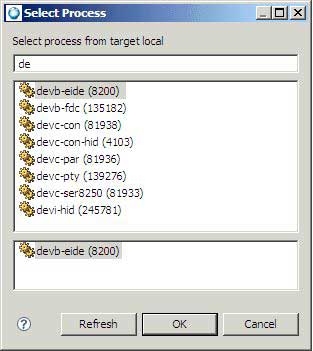 Select Process
Select process from target local
de
devb-eide (8200)
devb-fdc (135182)
devc-con (81938)
devc-con-hid (4103)
devc-par (81936)
devc-pty (139276)
devc-ser8250 (81933)
devi-hid (245781)
devb-eide (8200)
?
Refresh
OK
Cancel